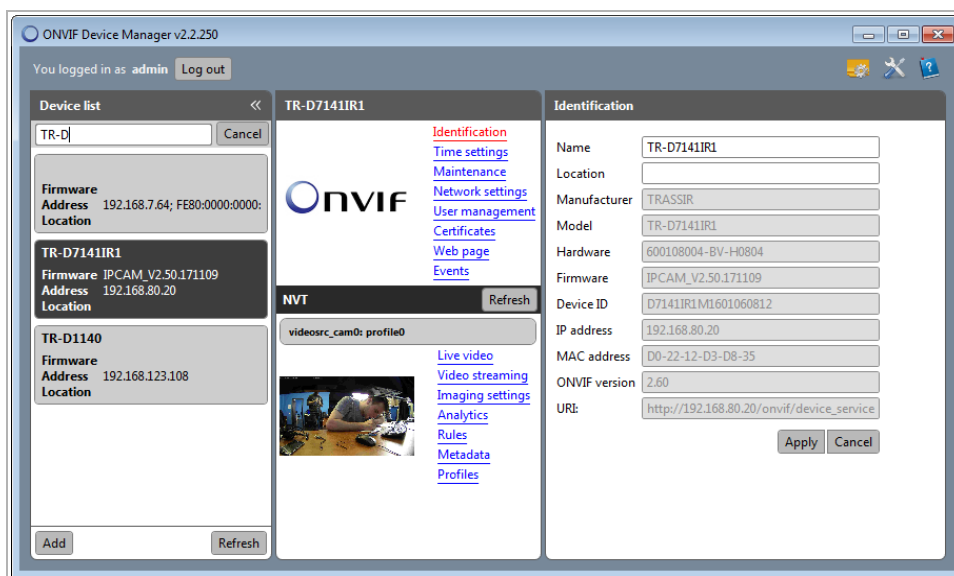 ONVIF Device Manager v2.2.250
You logged in as admin Log out
Device list «
TR-D Cancel
Firmware
Address 192.168.7.64; FE80:0000:0000:
Location
TR-D7141IR1
Firmware IPCAM_V2.50.171109
Address 192.168.80.20
Location
TR-D1140
Firmware
Address 192.168.123.108
Location
Add Refresh
TR-D7141IR1
ONVIF
Identification
Time settings
Maintenance
Network settings
User management
Certificates
Web page
Events
NVT Refresh
videosrc_cam0: profile0
Live video
Video streaming
Imaging settings
Analytics
Rules
Metadata
Profiles
Identification
Name TR-D7141IR1
Location
Manufacturer TRASSIR
Model TR-D7141IR1
Hardware 600108004-BV-H0804
Firmware IPCAM_V2.50.171109
Device ID D7141IR1M1601060812
IP address 192.168.80.20
MAC address D0-22-12-D3-D8-35
ONVIF version 2.60
URI: http://192.168.80.20/onvif/device_service
Apply Cancel